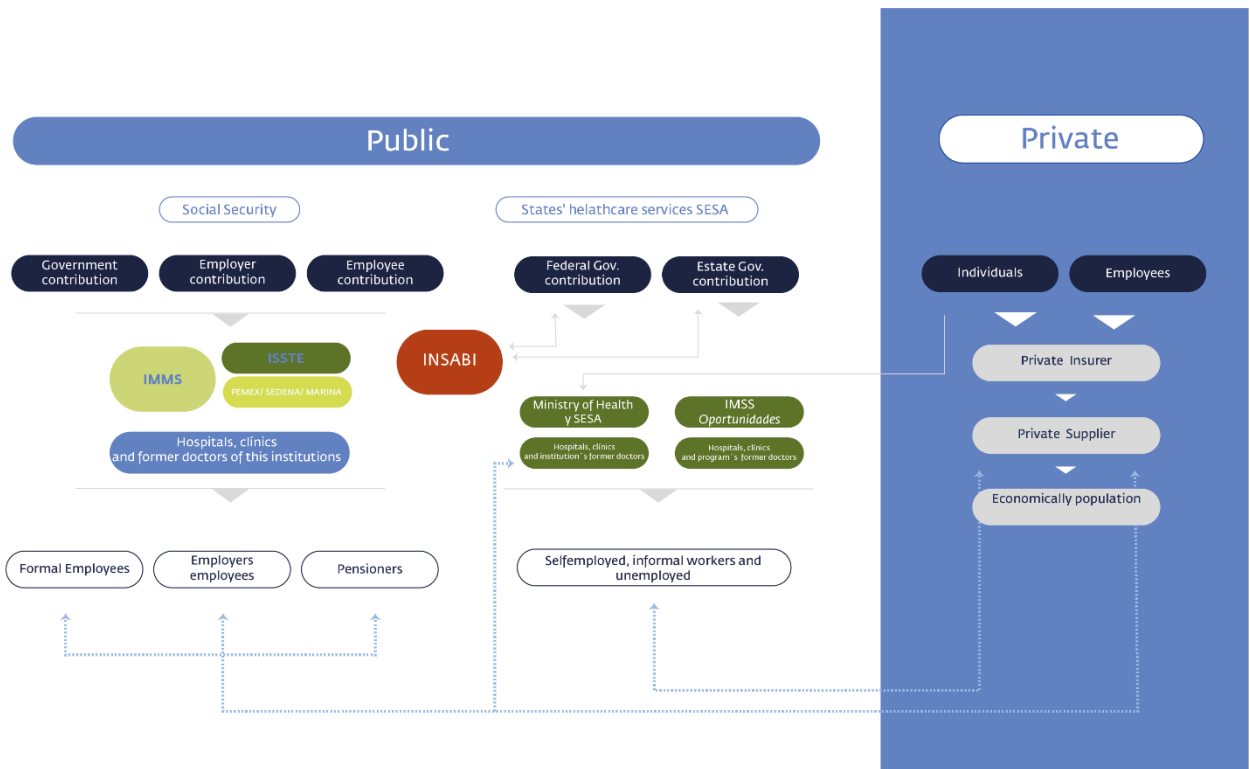 Public
Private
Social Security
States' helathcare services SESA
Government
contribution
Employer
contribution
Employee
contribution
Federal Gov.
contribution
Estate Gov.
contribution
Individuals
Employees
IMMS
ISSTE
PEMEX/ SEDENA/ MARINA
INSABI
Private Insurer
Ministry of Health
y SESA
IMSS
Oportunidades
Private Supplier
Hospitals, clínics
and former doctors of this institutions
Hospitals, clínics
and institution´s former doctors
Hospitals, clínics
and program´s former doctors
Economically population
Formal Employees
Employers
employees
Pensioners
Selfemployed, informal workers and
unemployed